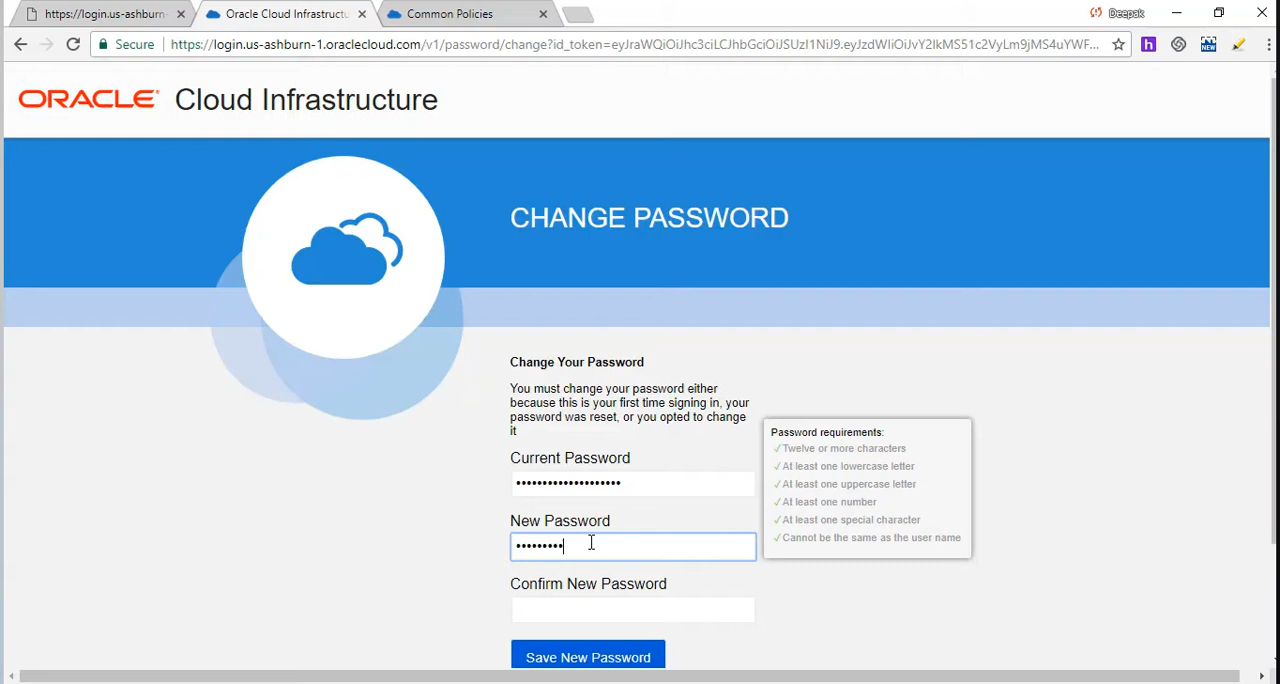 https://login.us-ashburn
Oracle Cloud Infrastructu
Common Policies
Deepak
Secure
https://login.us-ashburn-1.oraclecloud.com/v1/password/change?id_token=eyJraWQiOiJhc3ciLCJhbGciOiJSUzI1NiJ9.eyJzdWIiOiJvY2lkMS51c2VyLm9jMS4uYWF...
h
NEW
ORACLE Cloud Infrastructure
CHANGE PASSWORD
Change Your Password
You must change your password either
because this is your first time signing in, your
password was reset, or you opted to change
it
Current Password
••••••••••••••••••••
New Password
•••••••••
Confirm New Password
Save New Password
Password requirements:
✓Twelve or more characters
✓At least one lowercase letter
✓At least one uppercase letter
✓At least one number
✓At least one special character
✓Cannot be the same as the user name